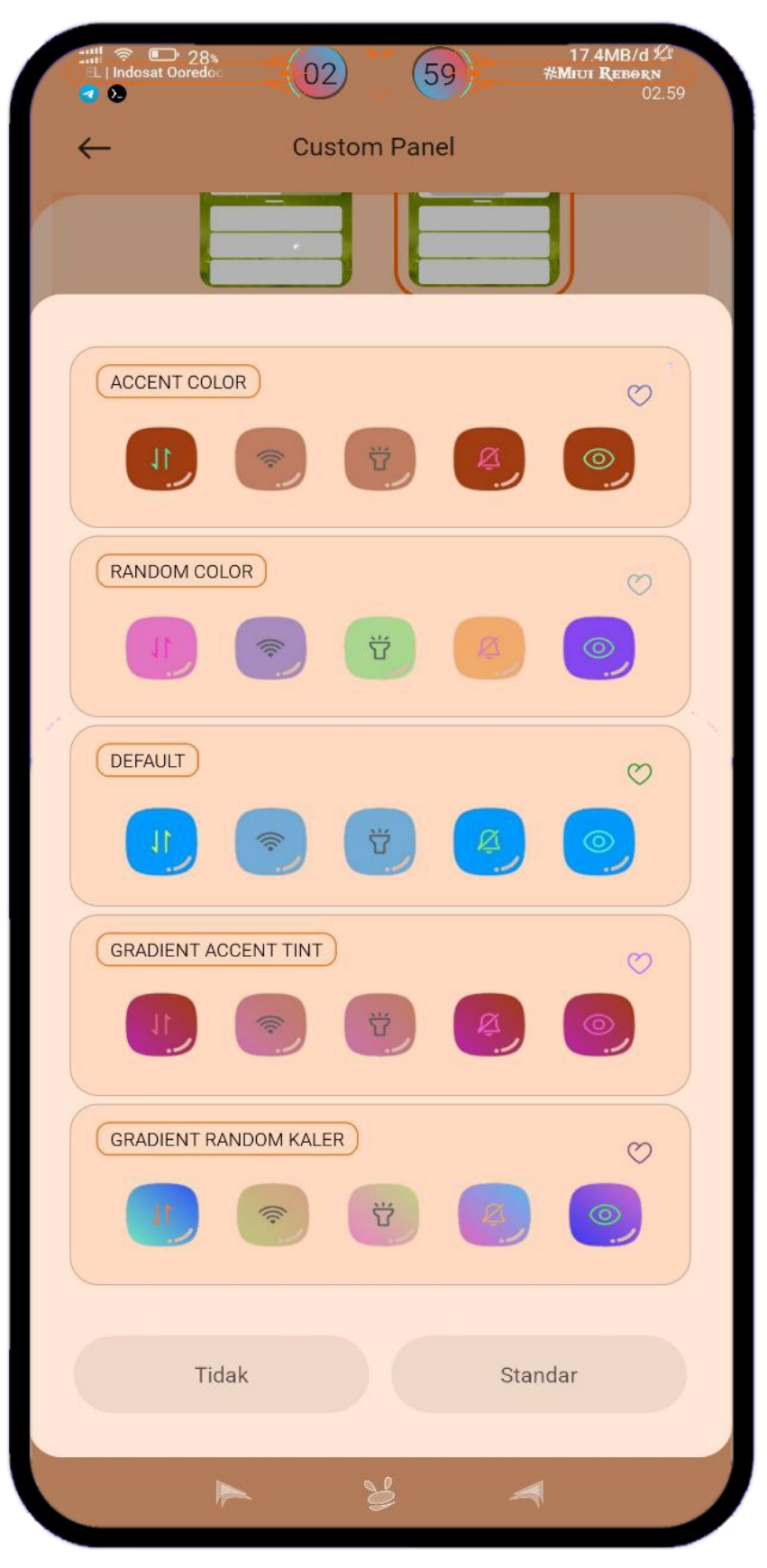 28%
17.4MB/d
EL | Indosat Ooredoo
02
59
#Miui Reborn
02.59
Custom Panel
ACCENT COLOR
RANDOM COLOR
DEFAULT
GRADIENT ACCENT TINT
GRADIENT RANDOM KALER
Tidak
Standar